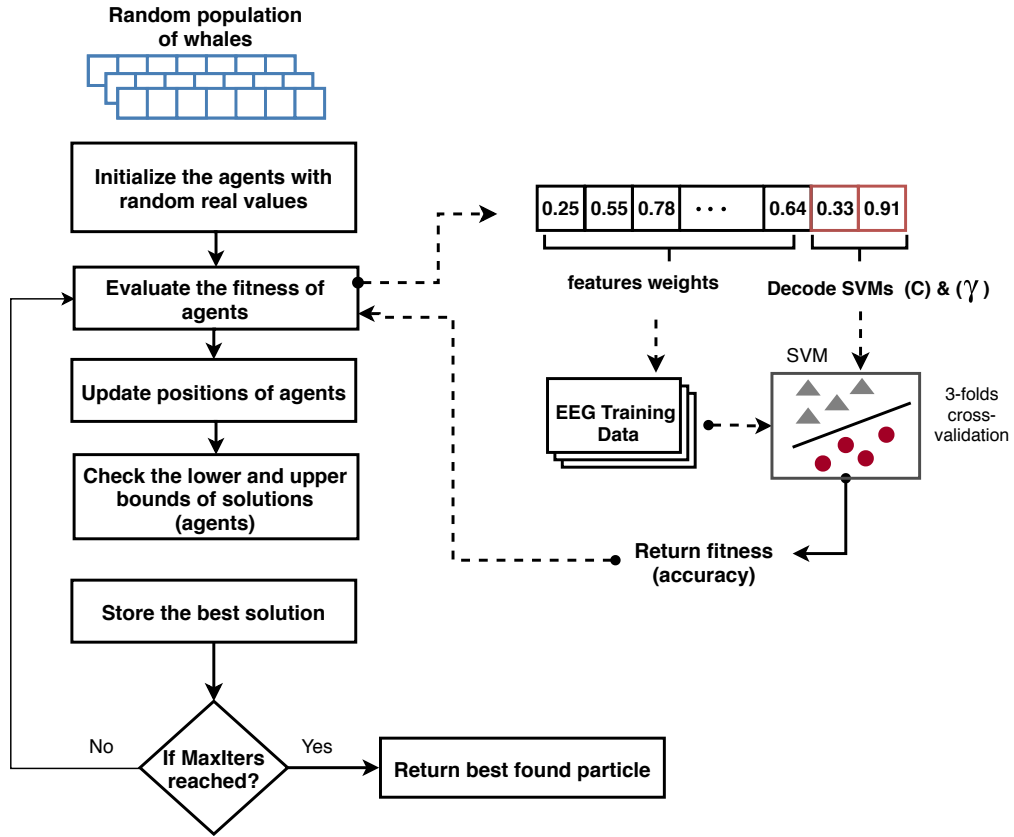 Random population
of whales
Initialize the agents with
random real values
Evaluate the fitness of
agents
Update positions of agents
Check the lower and upper
bounds of solutions
(agents)
Store the best solution
If MaxIters
reached?
No
Yes
Return best found particle
0.25 0.55 0.78 ··· 0.64 0.33 0.91
features weights
Decode SVMs (C) & (γ)
SVM
EEG Training
Data
3-folds
cross-
validation
Return fitness
(accuracy)